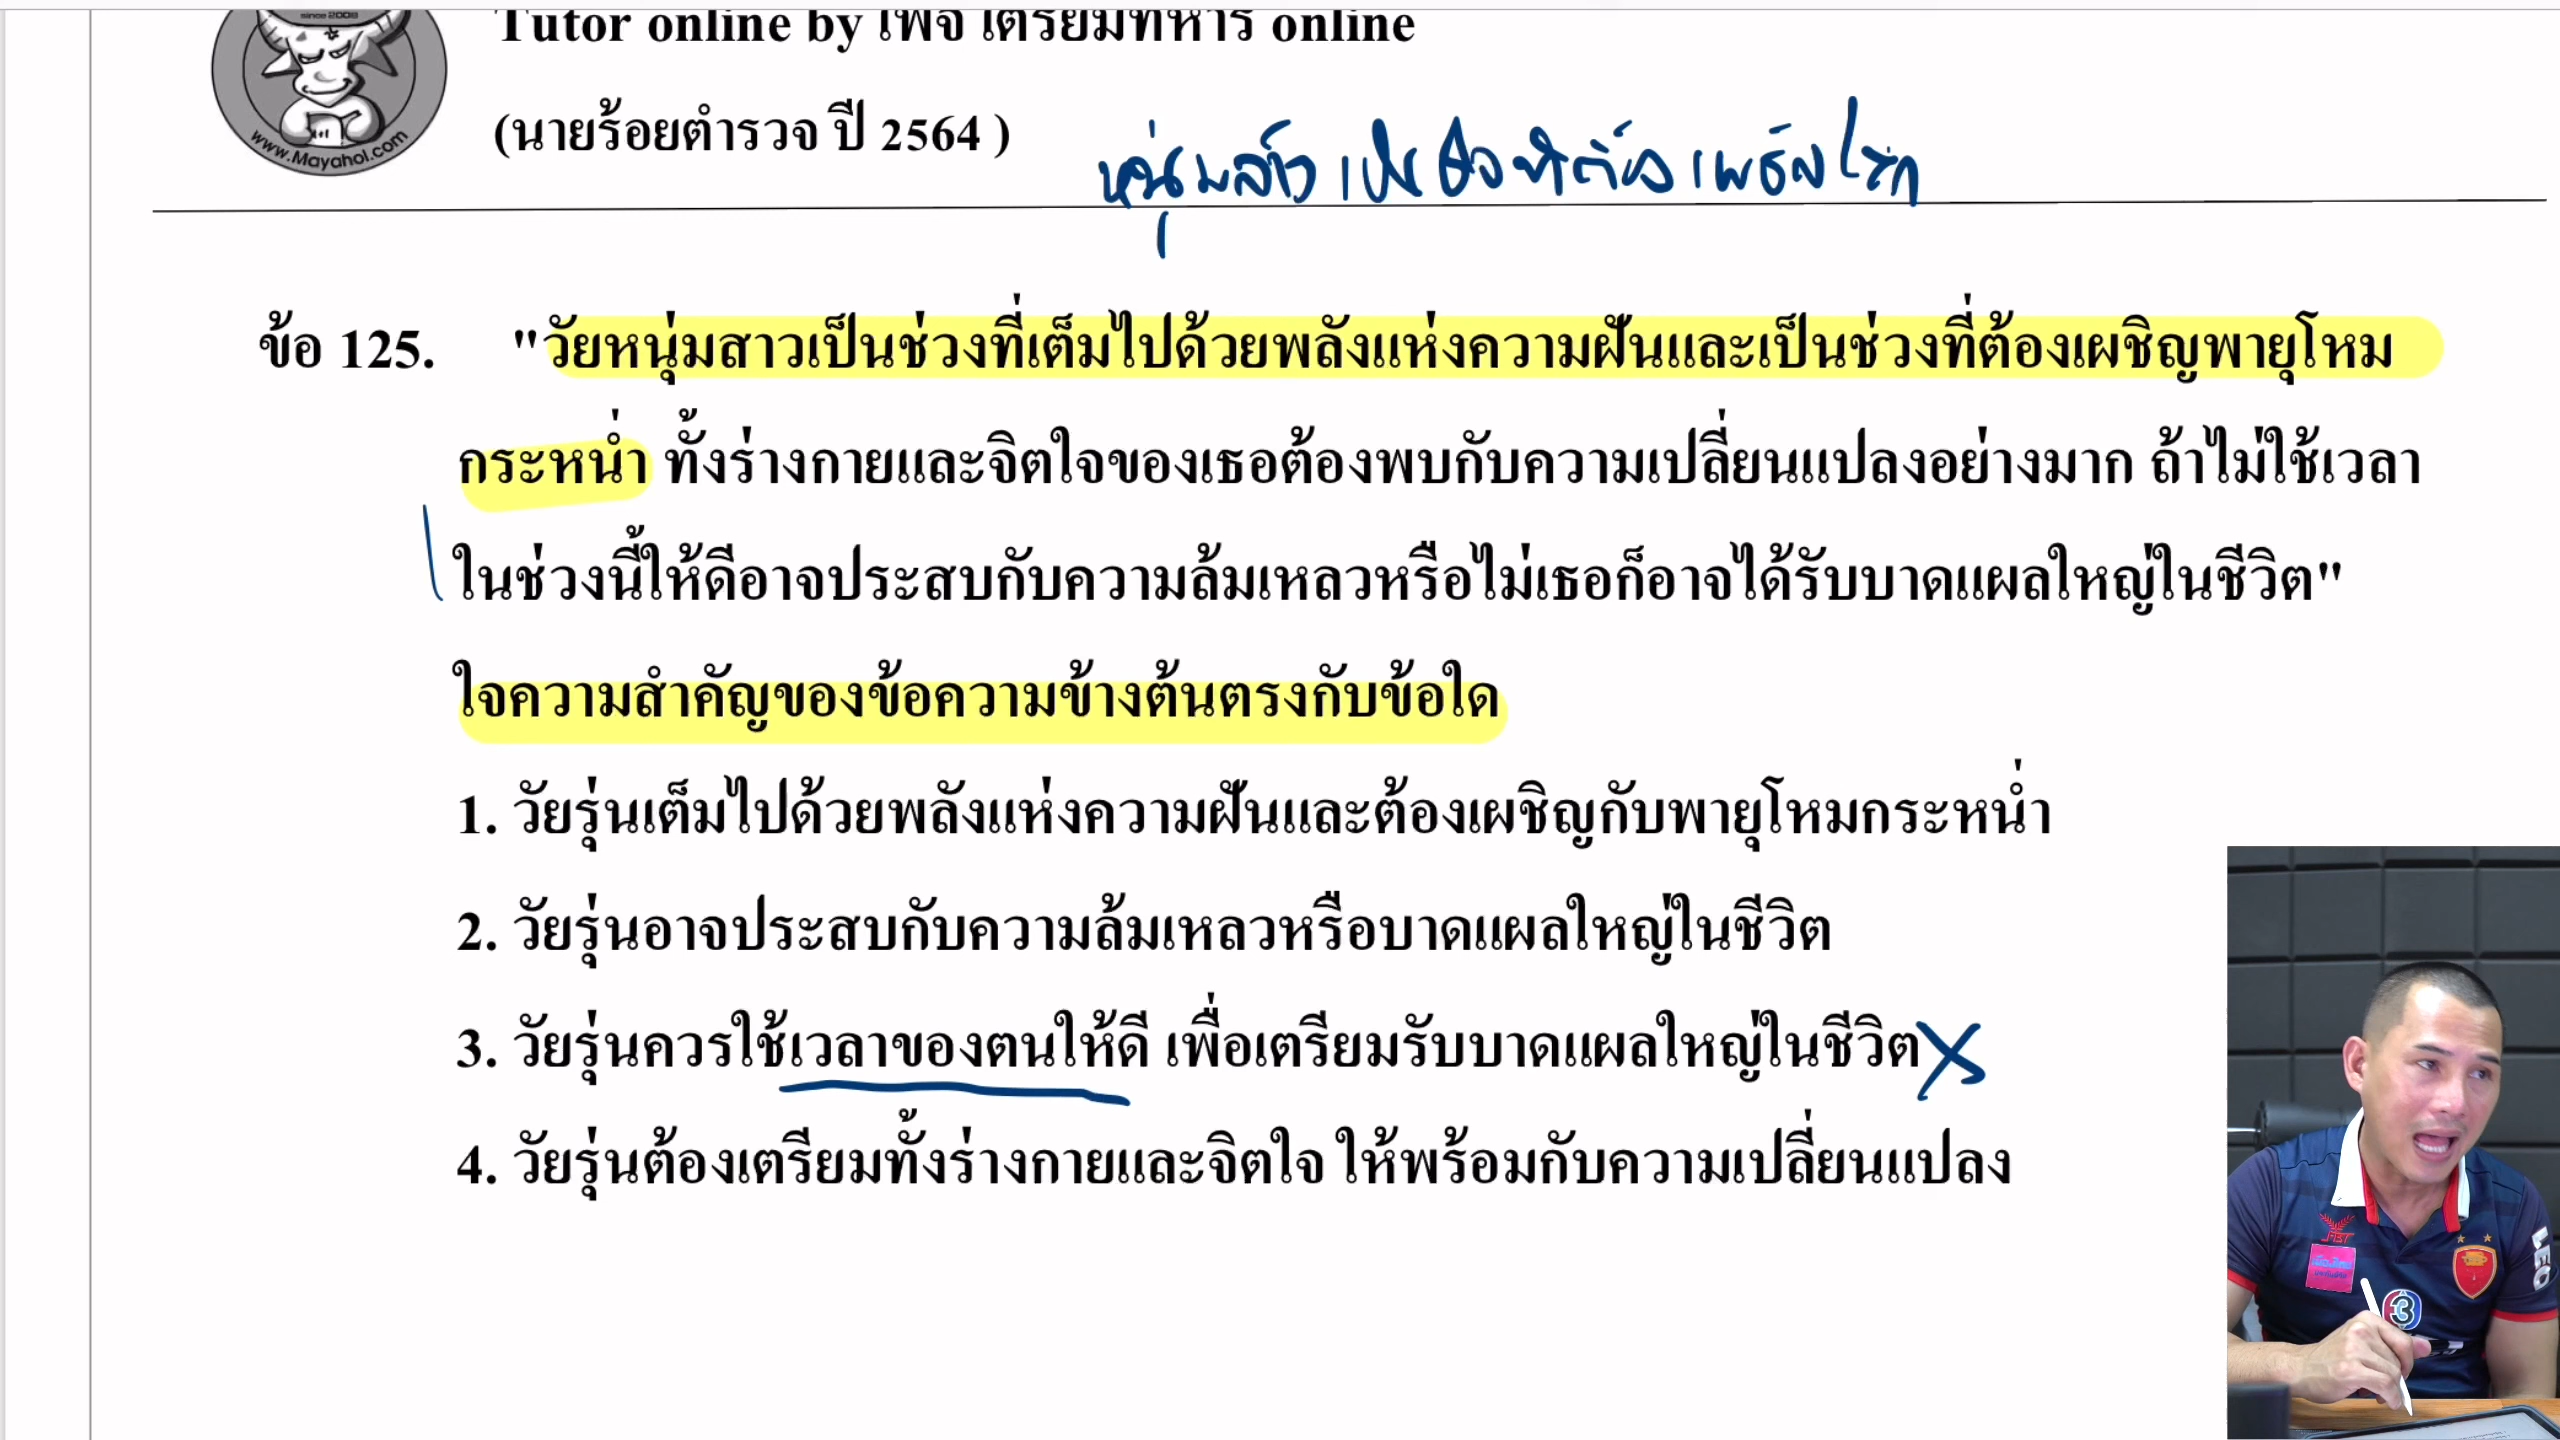 since 2008
www.Mayahol.com
Tutor online by เพจ เตรียมทหาร online
(นายร้อยตำรวจ ปี 2564 )
หนุ่มสาว เป็น
ข้อ 125. "วัยหนุ่มสาวเป็นช่วงที่เต็มไปด้วยพลังแห่งความฝันและเป็นช่วงที่ต้องเผชิญพายุโหม
กระหน่ำ ทั้งร่างกายและจิตใจของเธอต้องพบกับความเปลี่ยนแปลงอย่างมาก ถ้าไม่ใช้เวลา
ในช่วงนี้ให้ดีอาจประสบกับความล้มเหลวหรือไม่เธอก็อาจได้รับบาดแผลใหญ่ในชีวิต"
ใจความสำคัญของข้อความข้างต้นตรงกับข้อใด
1. วัยรุ่นเต็มไปด้วยพลังแห่งความฝันและต้องเผชิญกับพายุโหมกระหน่ำ
2. วัยรุ่นอาจประสบกับความล้มเหลวหรือบาดแผลใหญ่ในชีวิต
3. วัยรุ่นควรใช้เวลาของตนให้ดี เพื่อเตรียมรับบาดแผลใหญ่ในชีวิต
4. วัยรุ่นต้องเตรียมทั้งร่างกายและจิตใจ ให้พร้อมกับความเปลี่ยนแปลง
LEO
3